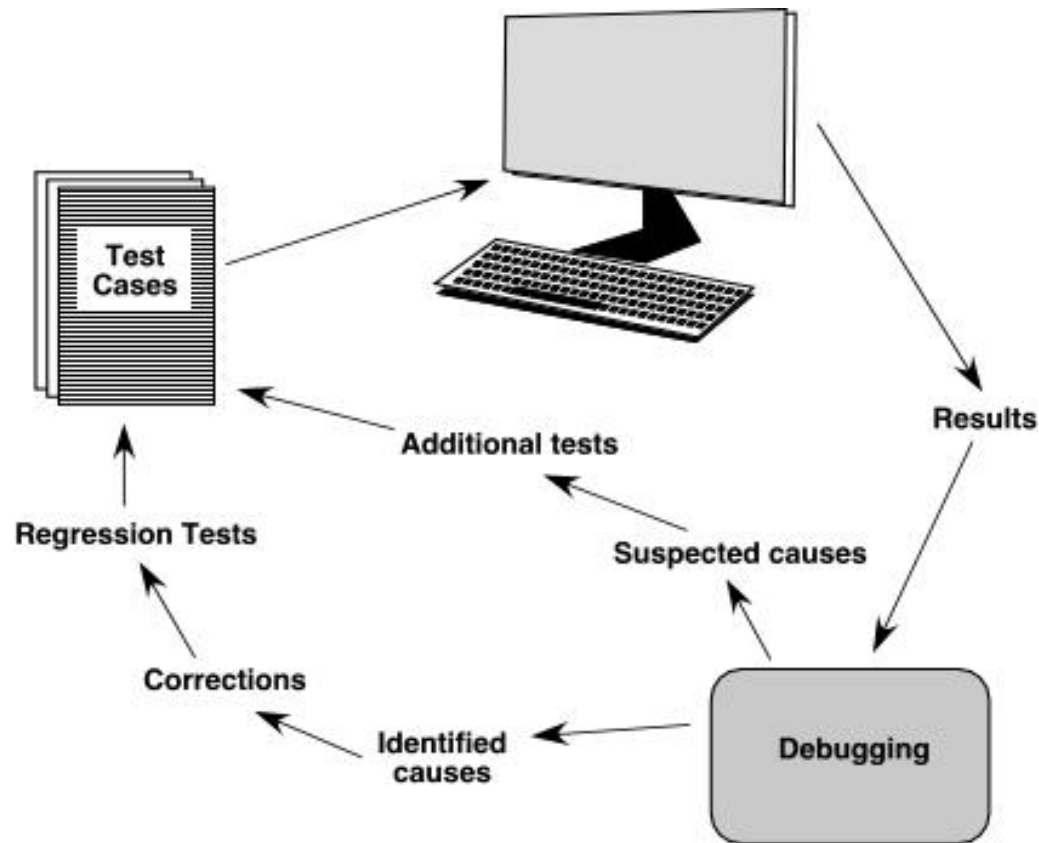 Test
Cases
Results
Additional tests
Regression Tests
Suspected causes
Corrections
Identified
causes
Debugging